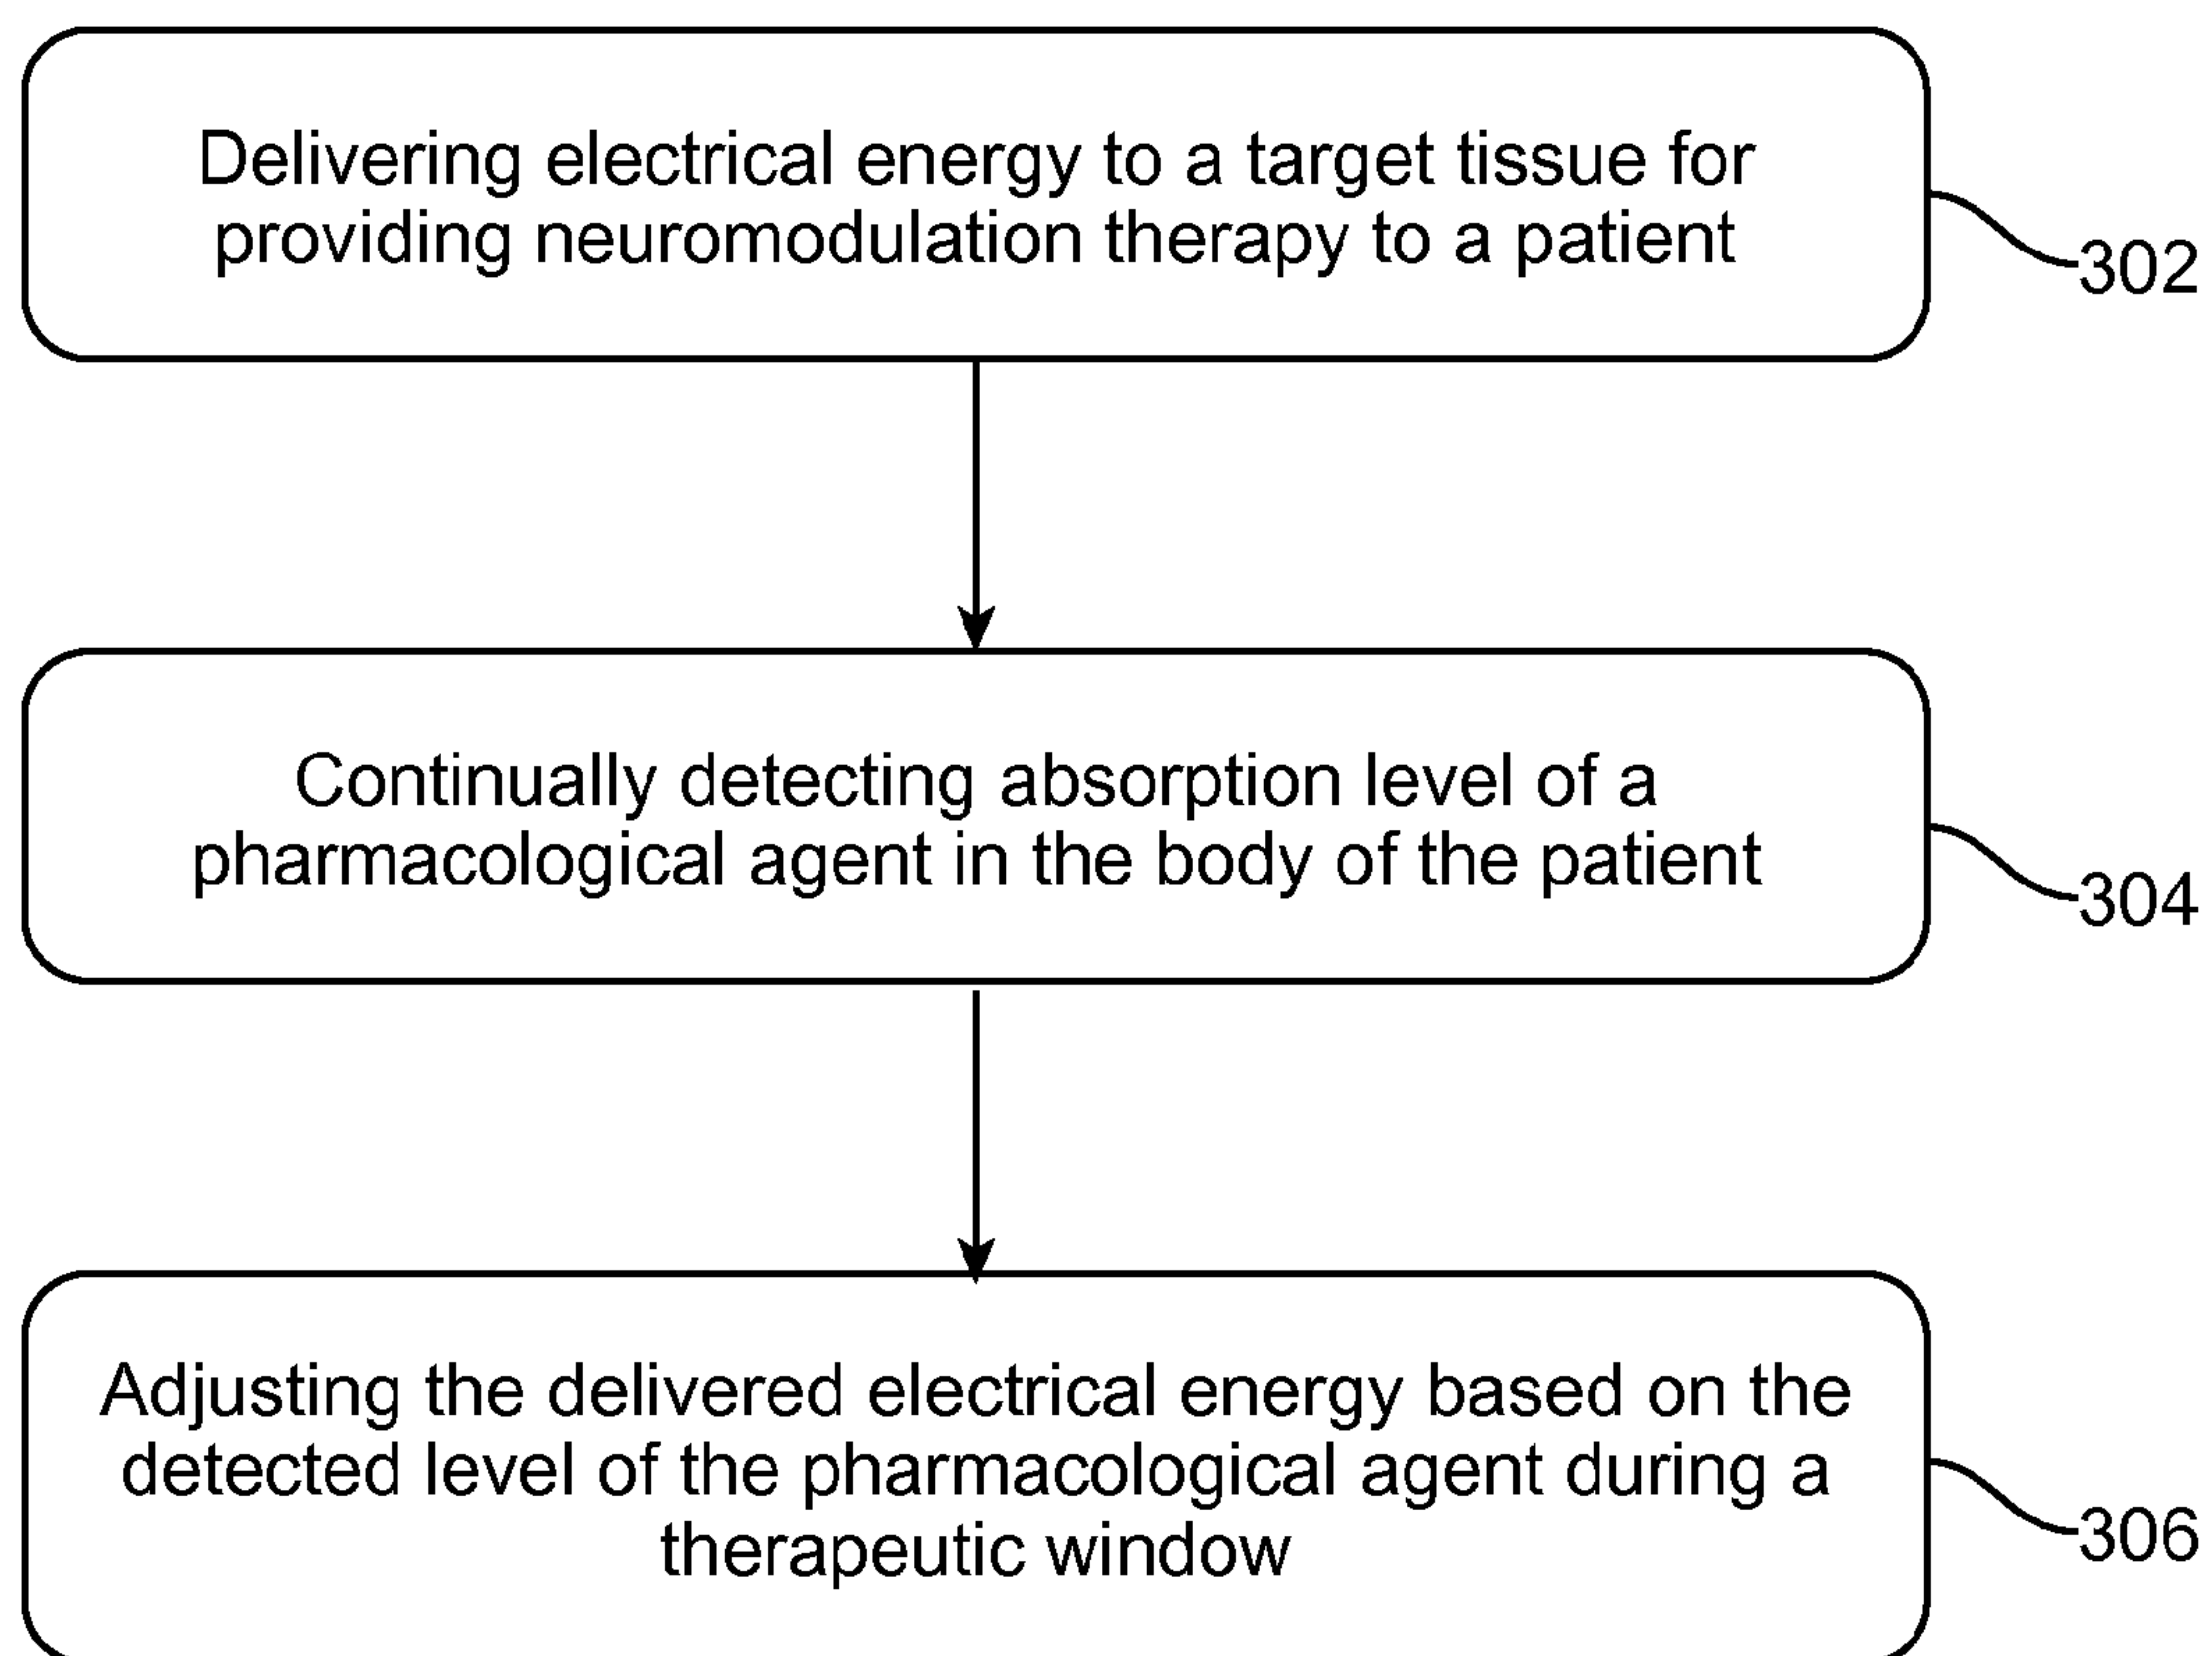 Delivering electrical energy to a target tissue for
providing neuromodulation therapy to a patient
302
Continually detecting absorption level of a
pharmacological agent in the body of the patient
304
Adjusting the delivered electrical energy based on the
detected level of the pharmacological agent during a
therapeutic window
306